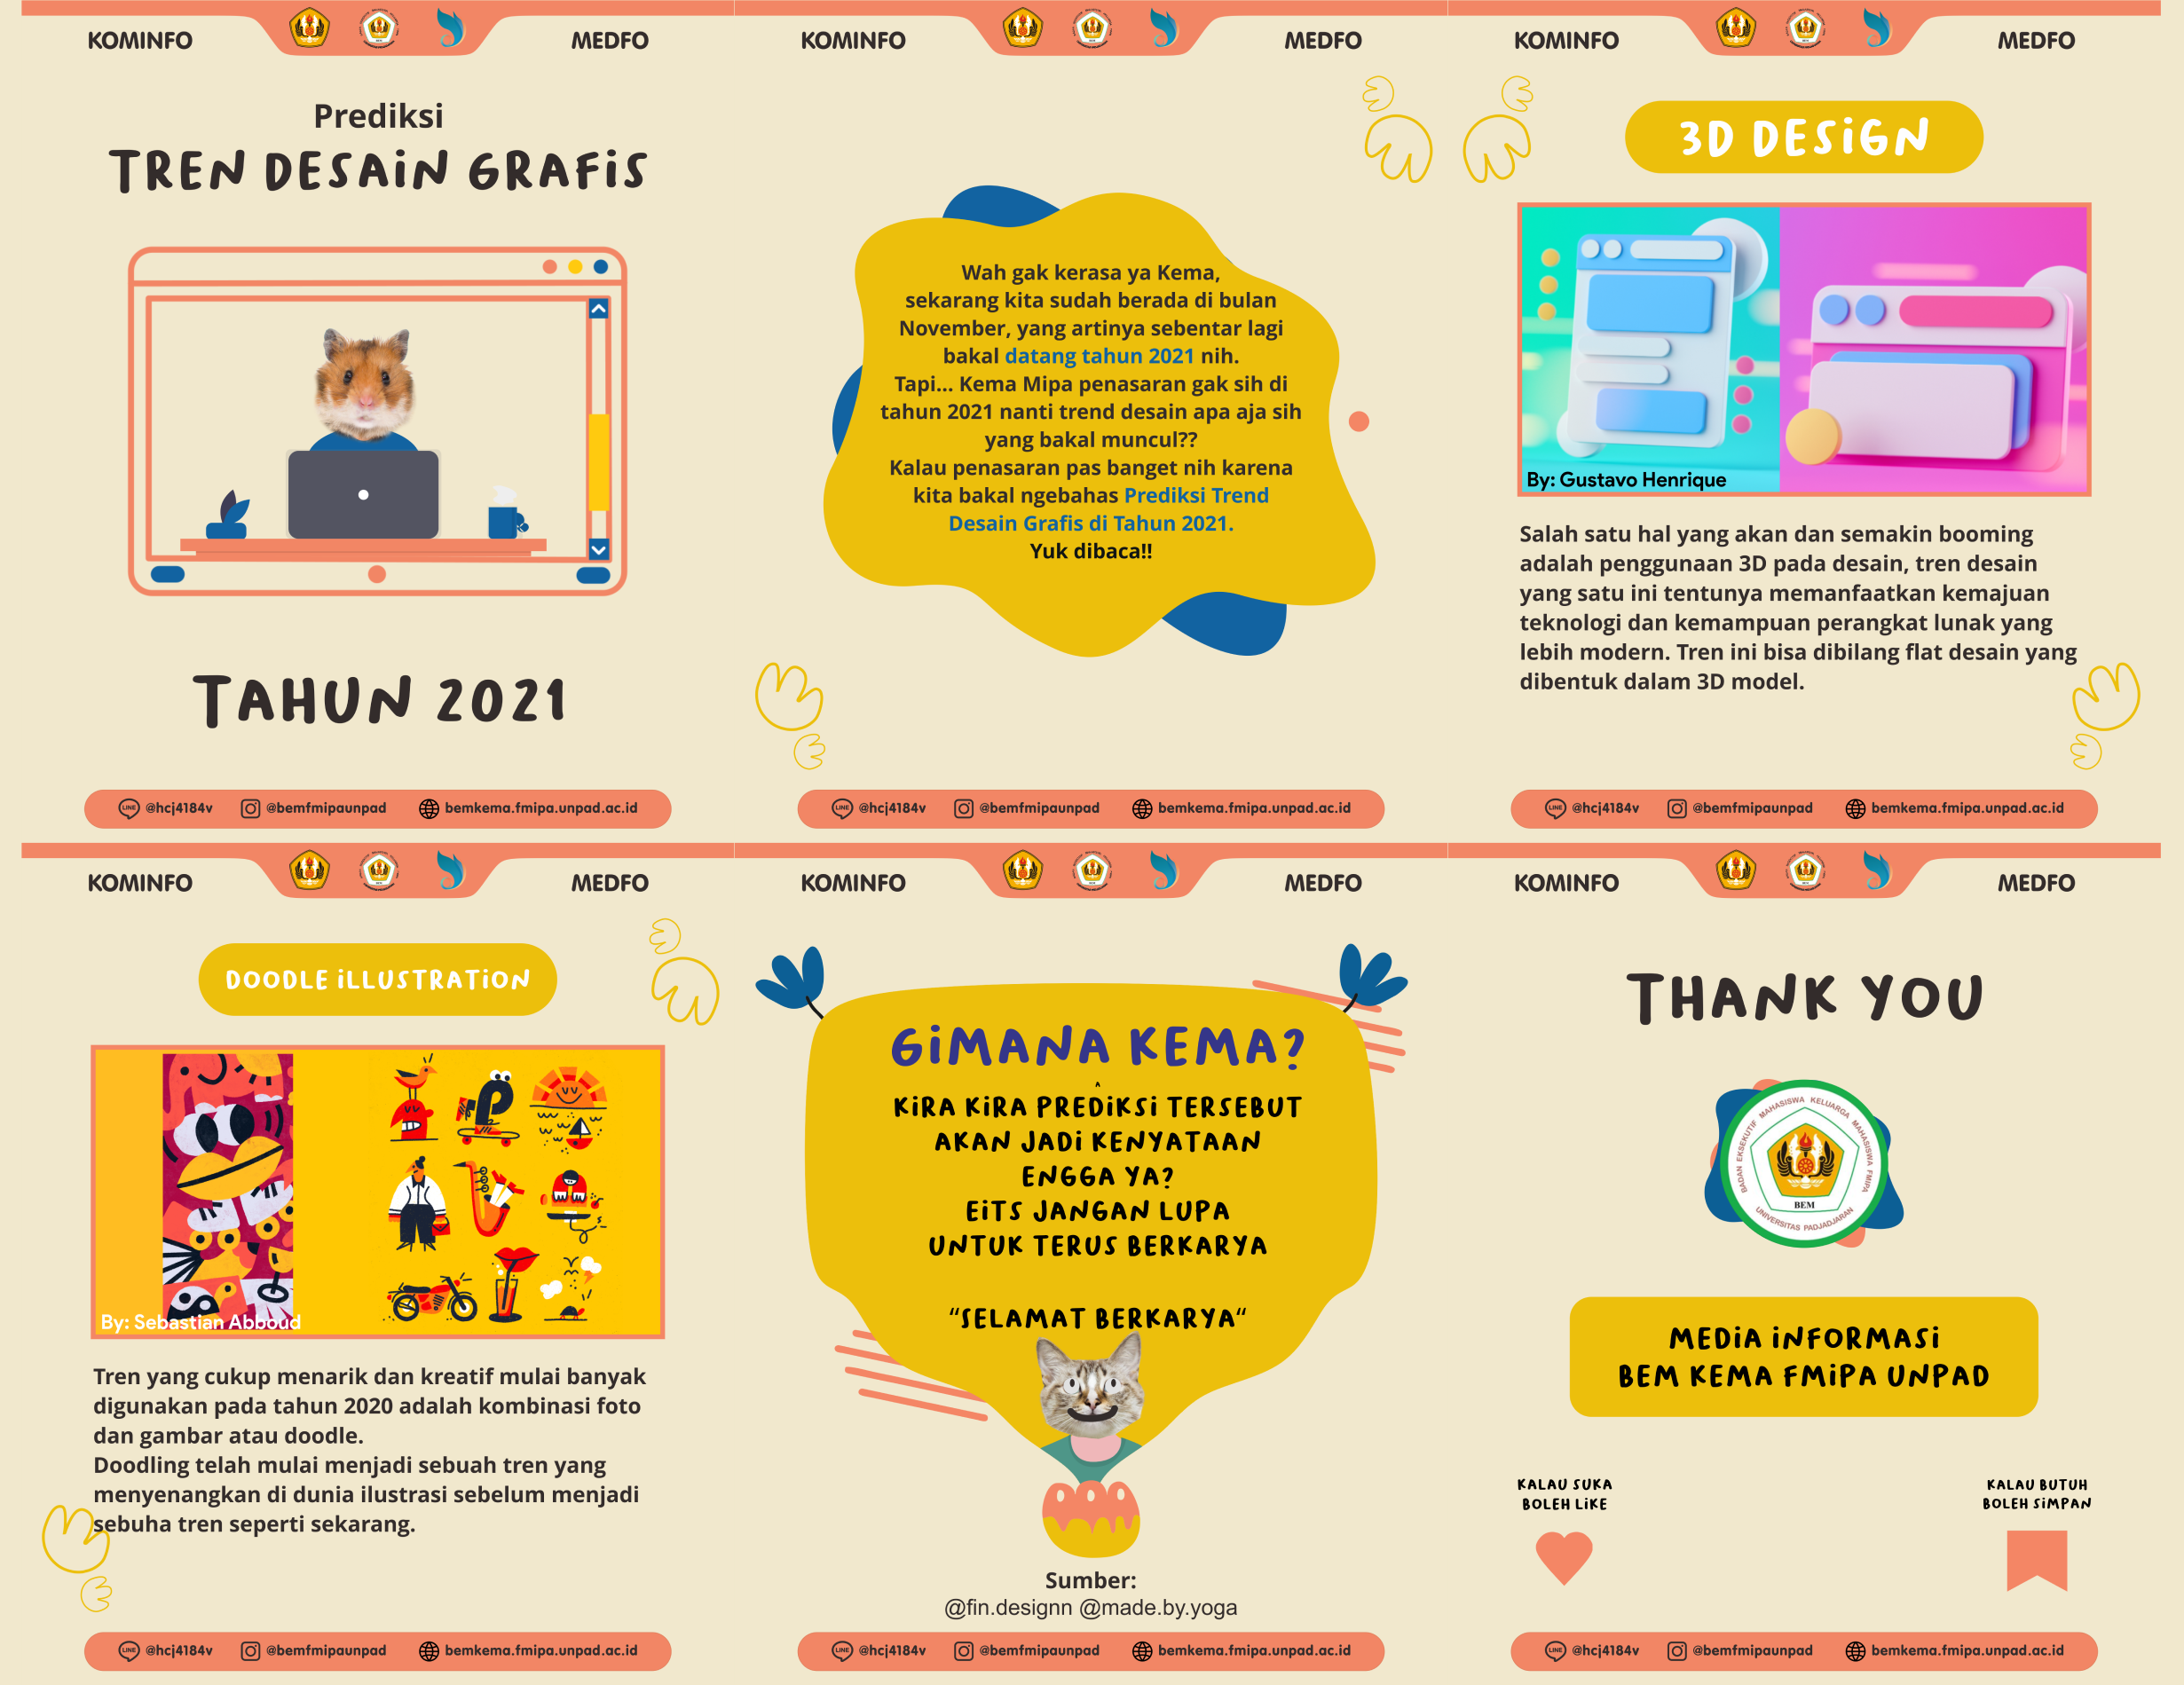 KOMINFO
MEDFO
Prediksi
TREN DESAIN GRAFIS
TAHUN 2021
LINE @hcj4184v @bemfmipaunpad bemkema.fmipa.unpad.ac.id
KOMINFO
MEDFO
Wah gak kerasa ya Kema,
sekarang kita sudah berada di bulan
November, yang artinya sebentar lagi
bakal datang tahun 2021 nih.
Tapi... Kema Mipa penasaran gak sih di
tahun 2021 nanti trend desain apa aja sih
yang bakal muncul??
Kalau penasaran pas banget nih karena
kita bakal ngebahas Prediksi Trend
Desain Grafis di Tahun 2021.
Yuk dibaca!!
LINE @hcj4184v @bemfmipaunpad bemkema.fmipa.unpad.ac.id
KOMINFO
MEDFO
3D DESIGN
By: Gustavo Henrique
Salah satu hal yang akan dan semakin booming
adalah penggunaan 3D pada desain, tren desain
yang satu ini tentunya memanfaatkan kemajuan
teknologi dan kemampuan perangkat lunak yang
lebih modern. Tren ini bisa dibilang flat desain yang
dibentuk dalam 3D model.
LINE @hcj4184v @bemfmipaunpad bemkema.fmipa.unpad.ac.id
KOMINFO
MEDFO
DOODLE ILLUSTRATION
By: Sebastian Abboud
Tren yang cukup menarik dan kreatif mulai banyak
digunakan pada tahun 2020 adalah kombinasi foto
dan gambar atau doodle.
Doodling telah mulai menjadi sebuah tren yang
menyenangkan di dunia ilustrasi sebelum menjadi
sebuha tren seperti sekarang.
LINE @hcj4184v @bemfmipaunpad bemkema.fmipa.unpad.ac.id
KOMINFO
MEDFO
GIMANA KEMA?
^
KIRA KIRA PREDIKSI TERSEBUT
AKAN JADI KENYATAAN
ENGGA YA?
EITS JANGAN LUPA
UNTUK TERUS BERKARYA
"SELAMAT BERKARYA"
Sumber:
@fin.designn @made.by.yoga
LINE @hcj4184v @bemfmipaunpad bemkema.fmipa.unpad.ac.id
KOMINFO
MEDFO
THANK YOU
BADAN EKSEKUTIF MAHASISWA KELUARGA MAHASISWA FMIPA
BEM
UNIVERSITAS PADJADJARAN
MEDIA INFORMASI
BEM KEMA FMIPA UNPAD
KALAU SUKA
BOLEH LIKE
KALAU BUTUH
BOLEH SIMPAN
LINE @hcj4184v @bemfmipaunpad bemkema.fmipa.unpad.ac.id